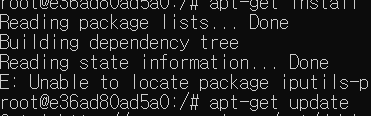 root@e36ad80ad5a0:/# apt-get install
Reading package lists... Done
Building dependency tree
Reading state information... Done
E: Unable to locate package iputils-p
root@e36ad80ad5a0:/# apt-get update